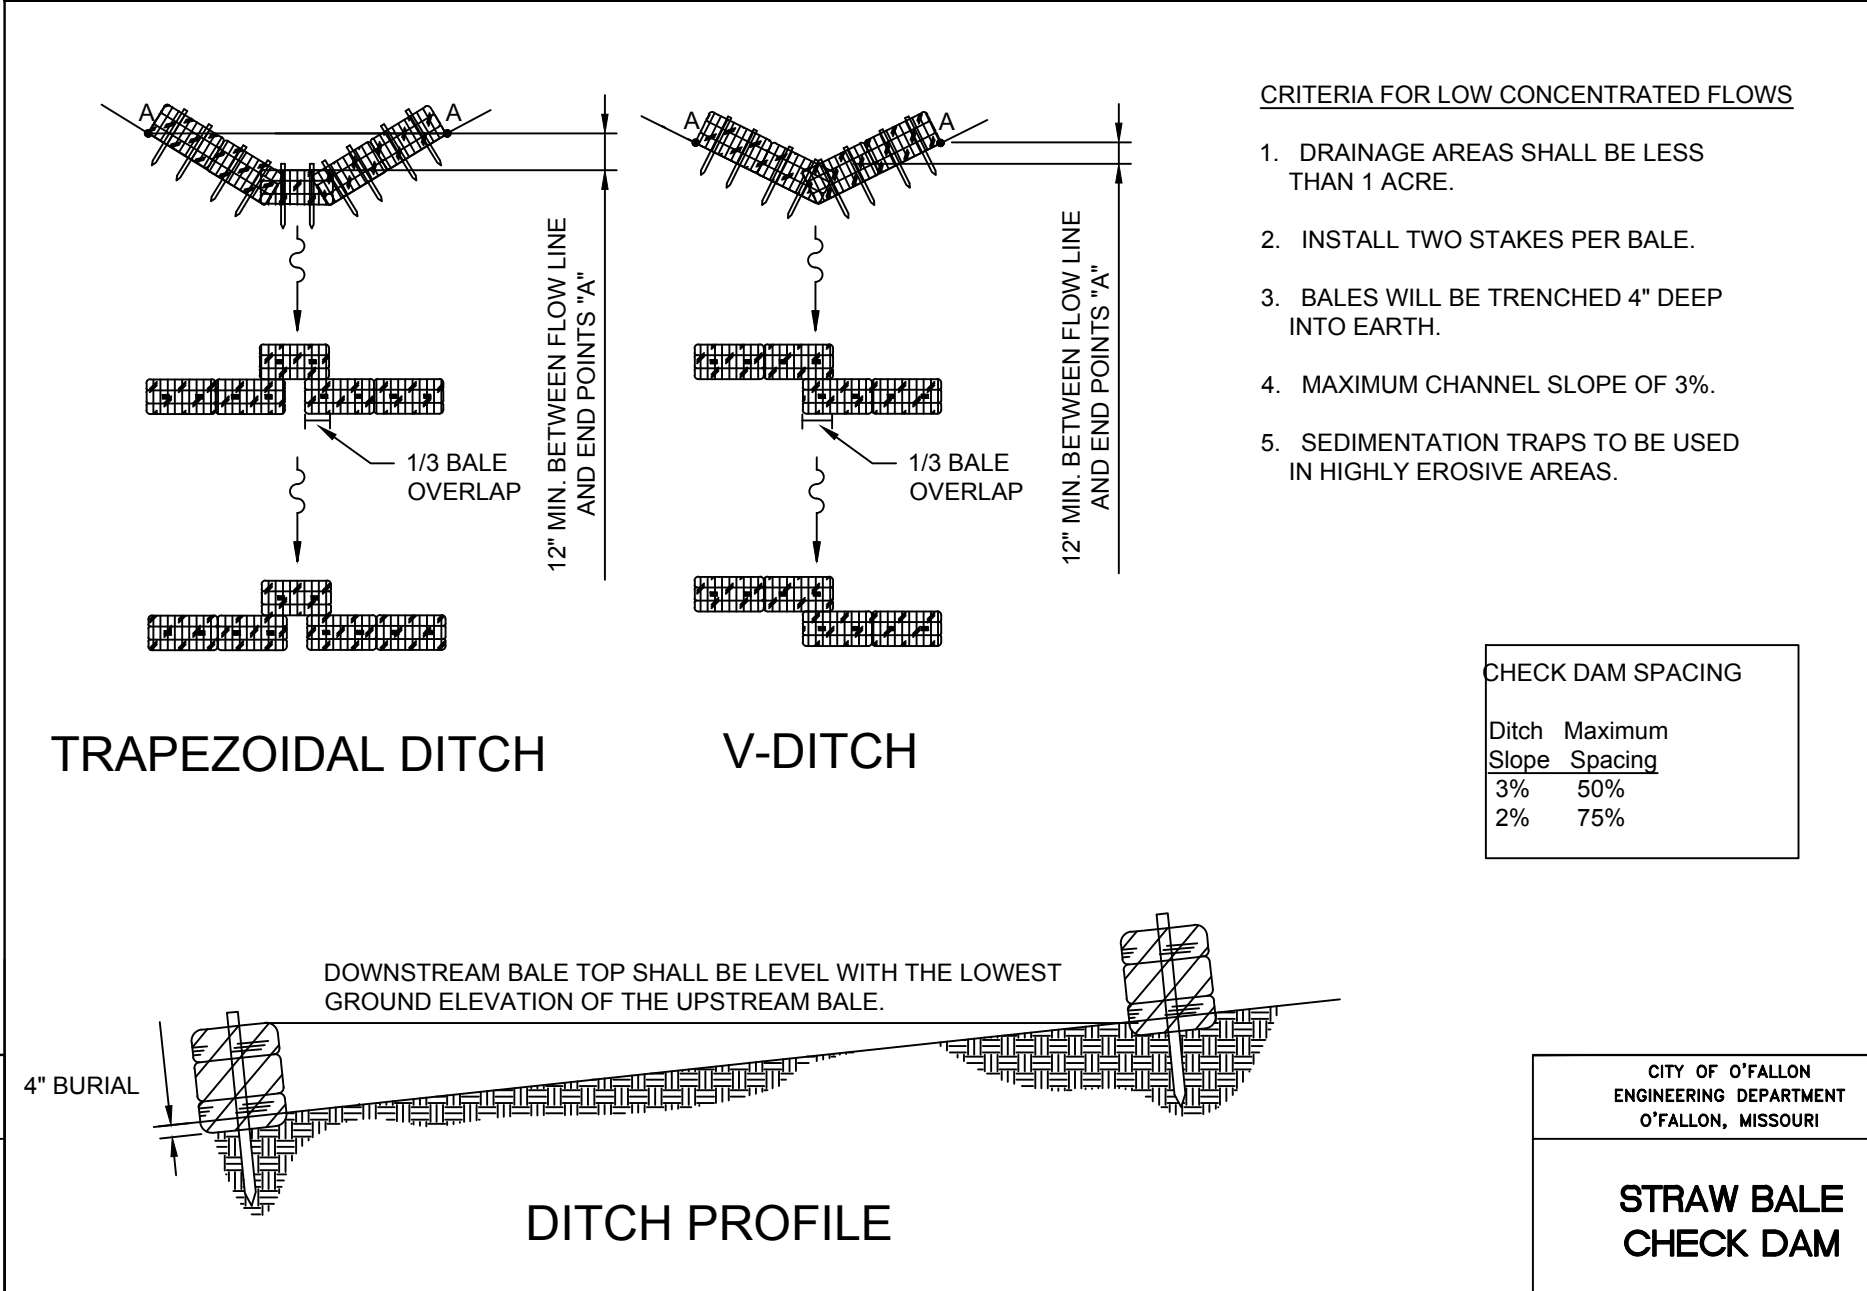 CRITERIA FOR LOW CONCENTRATED FLOWS
1. DRAINAGE AREAS SHALL BE LESS
THAN 1 ACRE.
2. INSTALL TWO STAKES PER BALE.
3. BALES WILL BE TRENCHED 4" DEEP
INTO EARTH.
4. MAXIMUM CHANNEL SLOPE OF 3%.
5. SEDIMENTATION TRAPS TO BE USED
IN HIGHLY EROSIVE AREAS.
A
A
12" MIN. BETWEEN FLOW LINE
AND END POINTS "A"
1/3 BALE
OVERLAP
TRAPEZOIDAL DITCH
A
A
12" MIN. BETWEEN FLOW LINE
AND END POINTS "A"
1/3 BALE
OVERLAP
V-DITCH
CHECK DAM SPACING
Ditch Maximum
Slope Spacing
3% 50%
2% 75%
DOWNSTREAM BALE TOP SHALL BE LEVEL WITH THE LOWEST
GROUND ELEVATION OF THE UPSTREAM BALE.
4" BURIAL
DITCH PROFILE
CITY OF O'FALLON
ENGINEERING DEPARTMENT
O'FALLON, MISSOURI
STRAW BALE
CHECK DAM